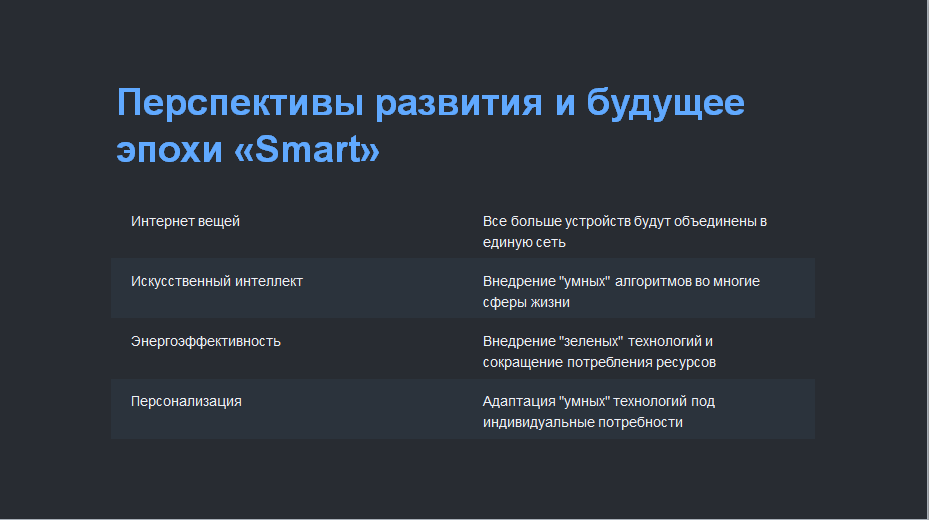 Перспективы развития и будущее
эпохи «Smart»
Интернет вещей
Все больше устройств будут объединены в
единую сеть
Искусственный интеллект
Внедрение "умных" алгоритмов во многие
сферы жизни
Энергоэффективность
Внедрение "зеленых" технологий и
сокращение потребления ресурсов
Персонализация
Адаптация "умных" технологий под
индивидуальные потребности